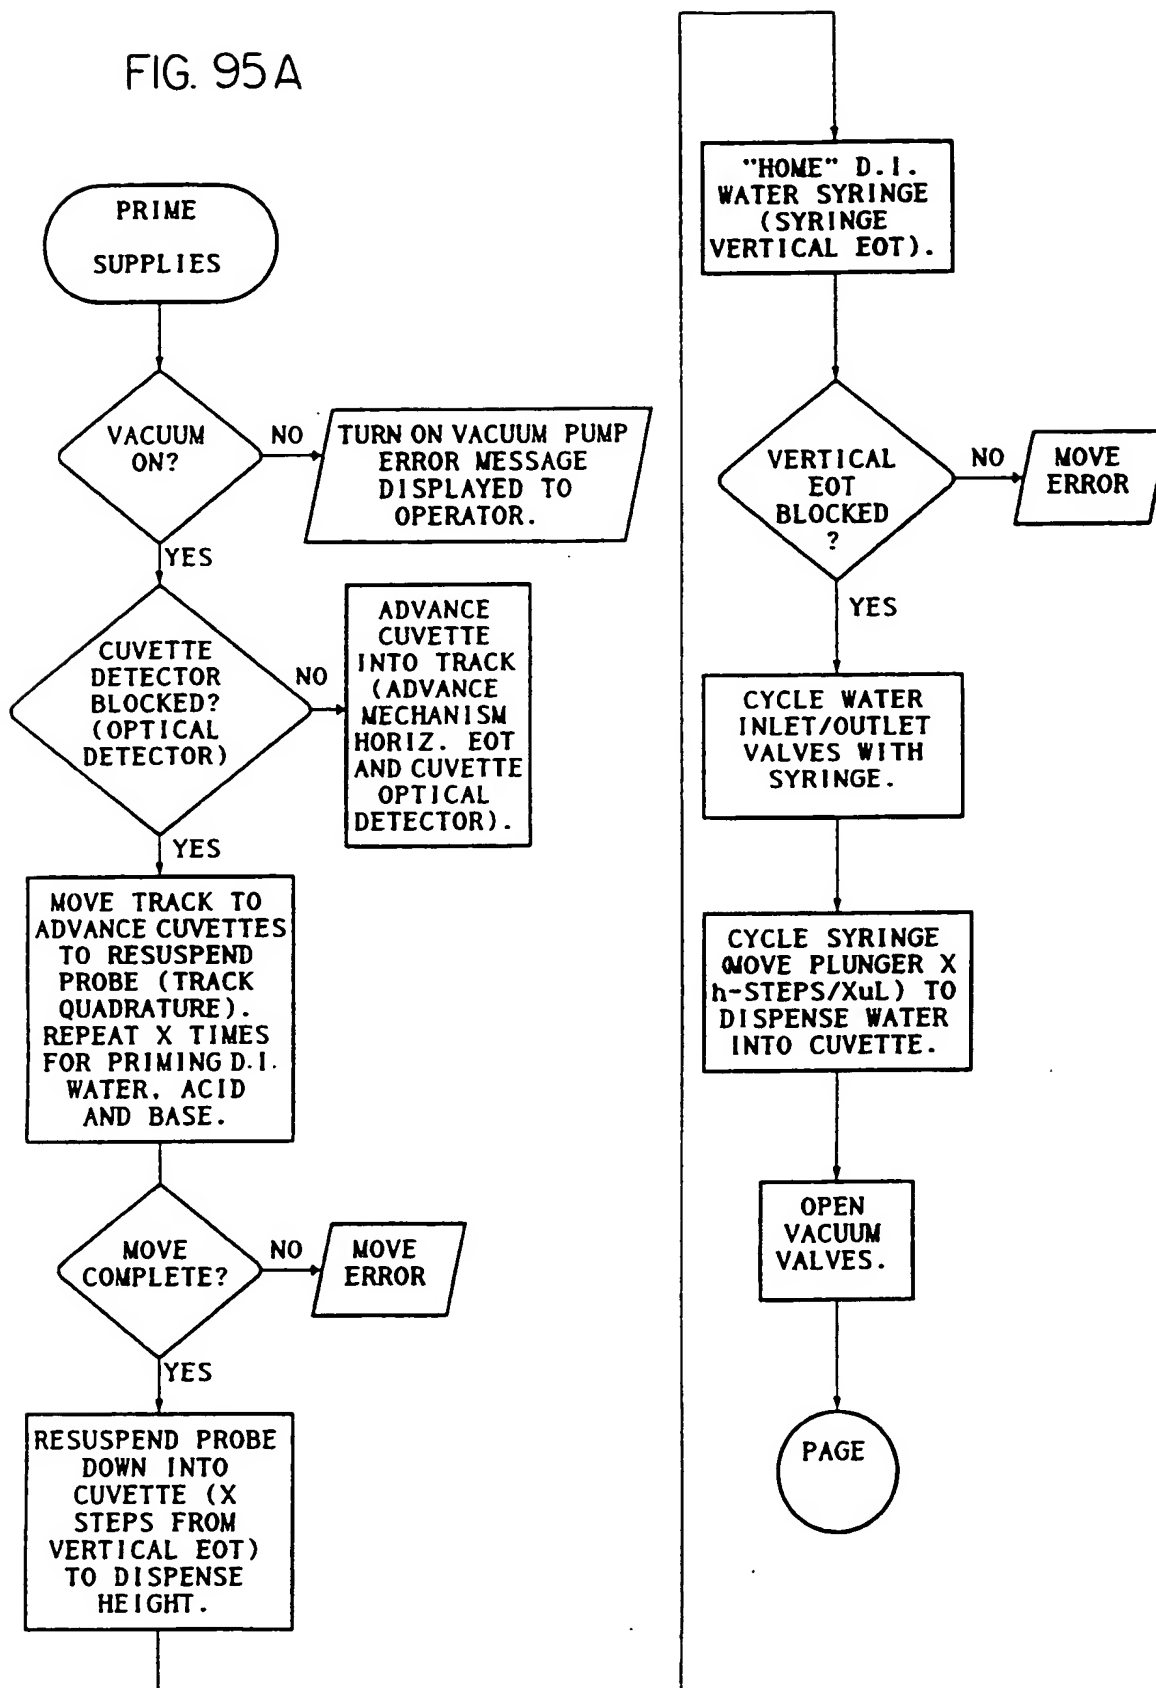 FIG. 95A
PRIME
SUPPLIES
VACUUM
ON?
NO
TURN ON VACUUM PUMP
ERROR MESSAGE
DISPLAYED TO
OPERATOR.
YES
CUVETTE
DETECTOR
BLOCKED?
(OPTICAL
DETECTOR)
NO
ADVANCE
CUVETTE
INTO TRACK
(ADVANCE
MECHANISM
HORIZ. EOT
AND CUVETTE
OPTICAL
DETECTOR).
YES
MOVE TRACK TO
ADVANCE CUVETTES
TO RESUSPEND
PROBE (TRACK
QUADRATURE).
REPEAT X TIMES
FOR PRIMING D.I.
WATER, ACID
AND BASE.
MOVE
COMPLETE?
NO
MOVE
ERROR
YES
RESUSPEND PROBE
DOWN INTO
CUVETTE (X
STEPS FROM
VERTICAL EOT)
TO DISPENSE
HEIGHT.
"HOME" D.I.
WATER SYRINGE
(SYRINGE
VERTICAL EOT).
VERTICAL
EOT
BLOCKED
?
NO
MOVE
ERROR
YES
CYCLE WATER
INLET/OUTLET
VALVES WITH
SYRINGE.
CYCLE SYRINGE
(MOVE PLUNGER X
h-STEPS/XuL) TO
DISPENSE WATER
INTO CUVETTE.
OPEN
VACUUM
VALVES.
PAGE